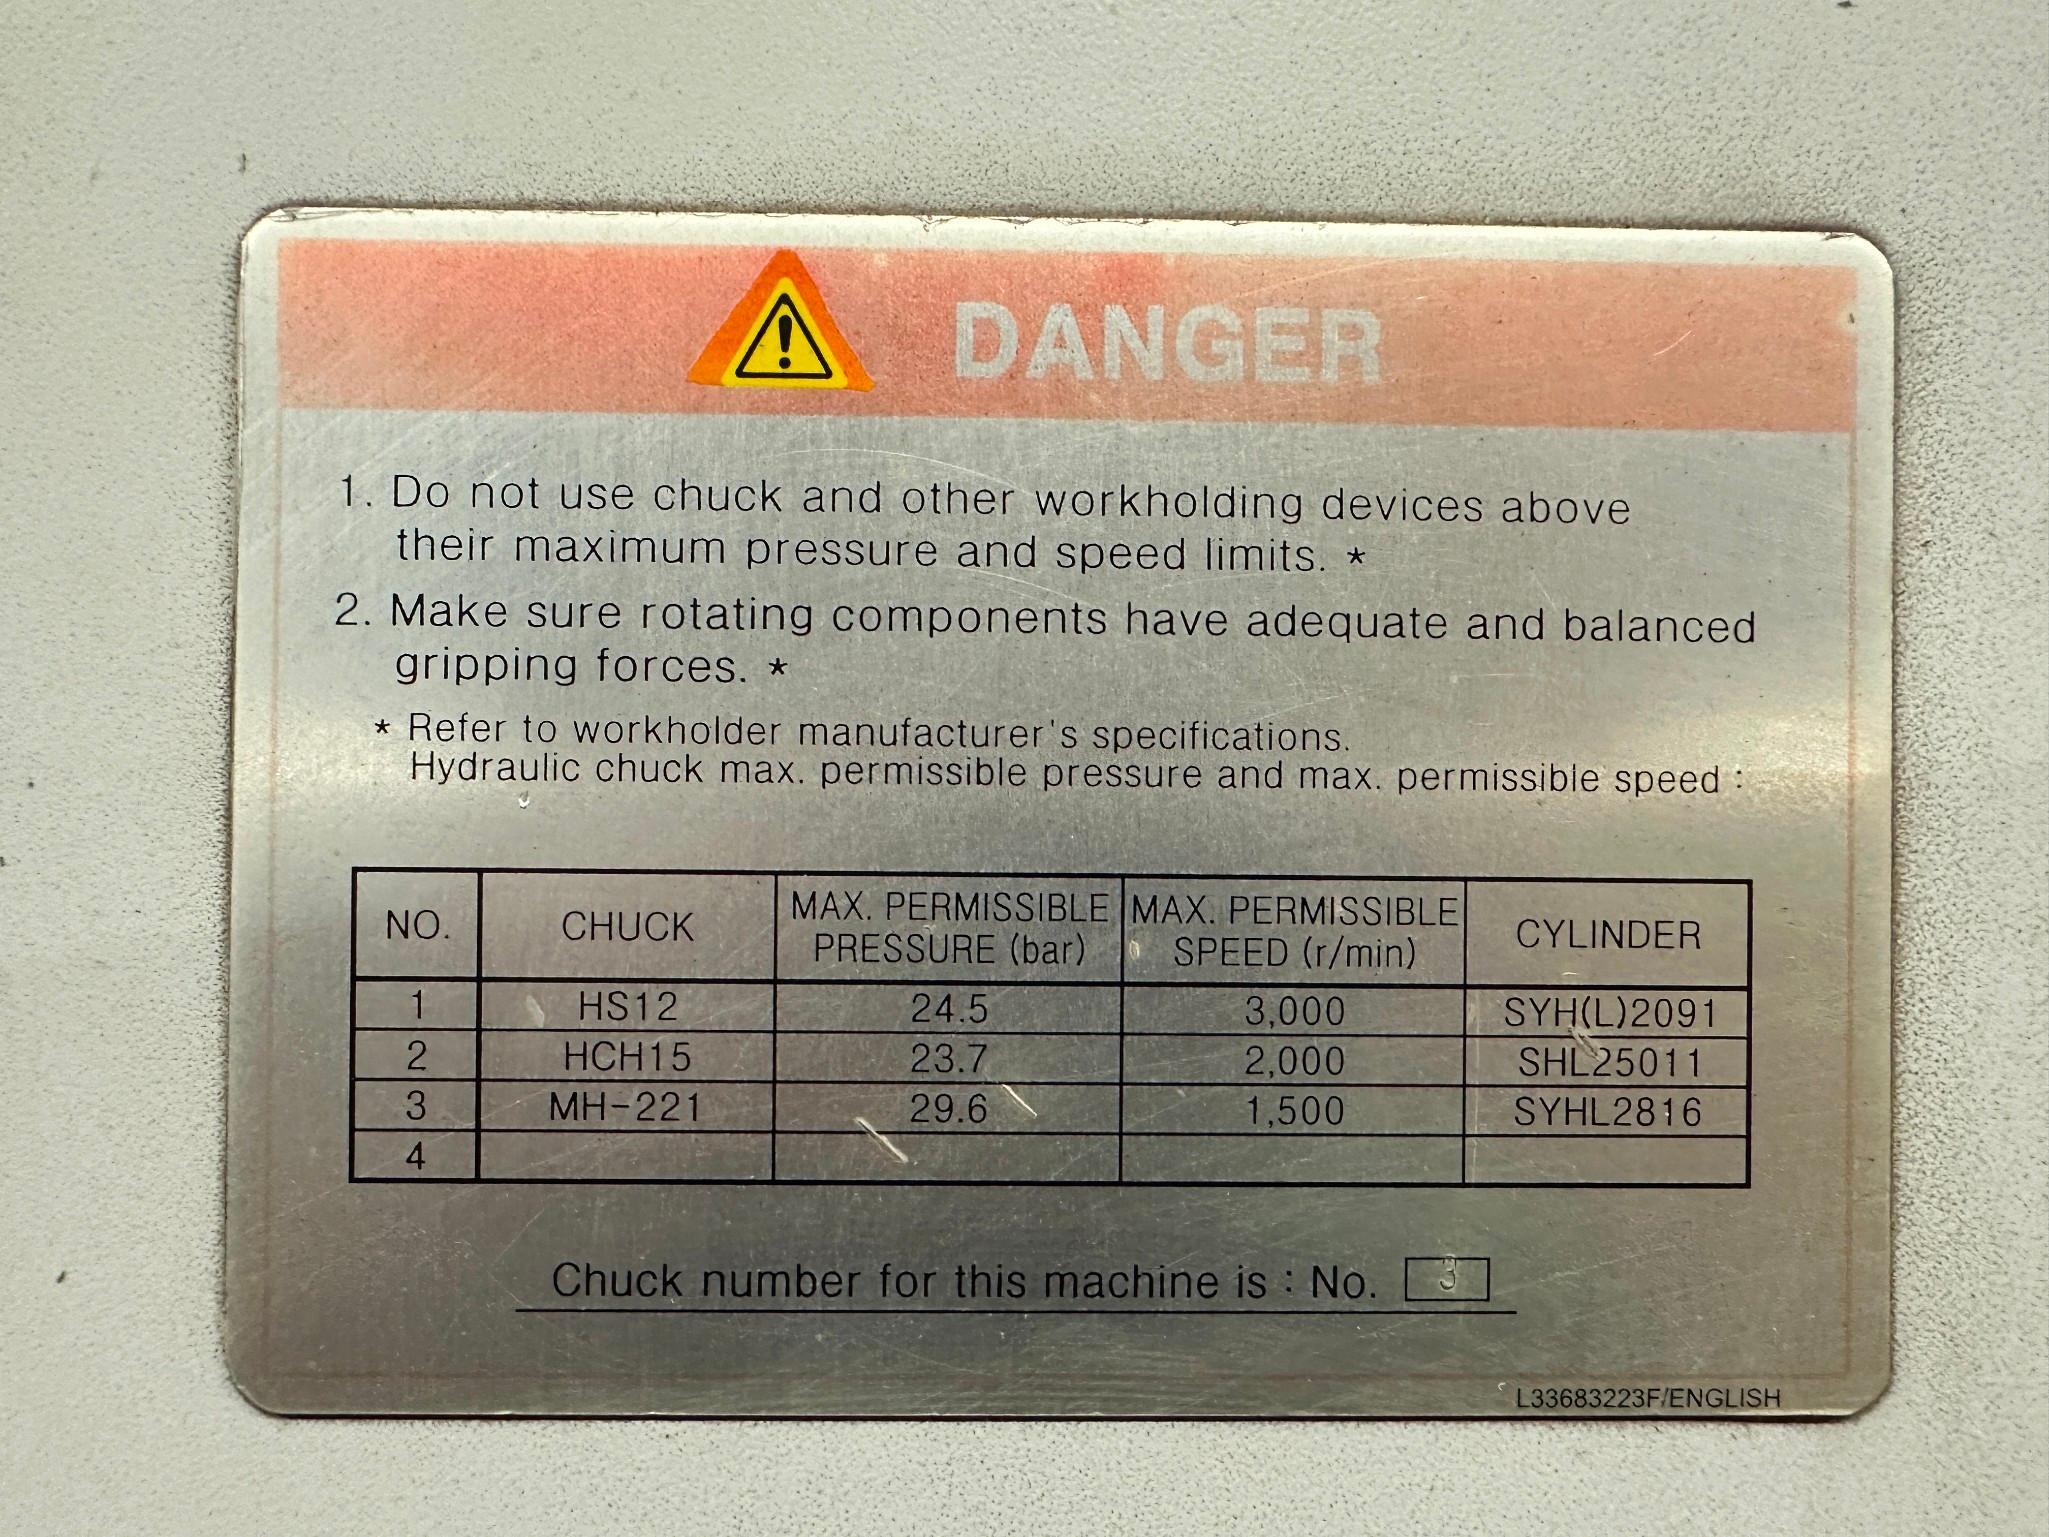 DANGER
1. Do not use chuck and other workholding devices above
their maximum pressure and speed limits. *
2. Make sure rotating components have adequate and balanced
gripping forces. *
* Refer to workholder manufacturer's specifications.
Hydraulic chuck max. permissible pressure and max. permissible speed :
NO. CHUCK MAX. PERMISSIBLE PRESSURE (bar) MAX. PERMISSIBLE SPEED (r/min) CYLINDER
1 HS12 24.5 3,000 SYH(L)2091
2 HCH15 23.7 2,000 SHL25011
3 MH-221 29.6 1,500 SYHL2816
4
Chuck number for this machine is : No. 3
L33683223F/ENGLISH